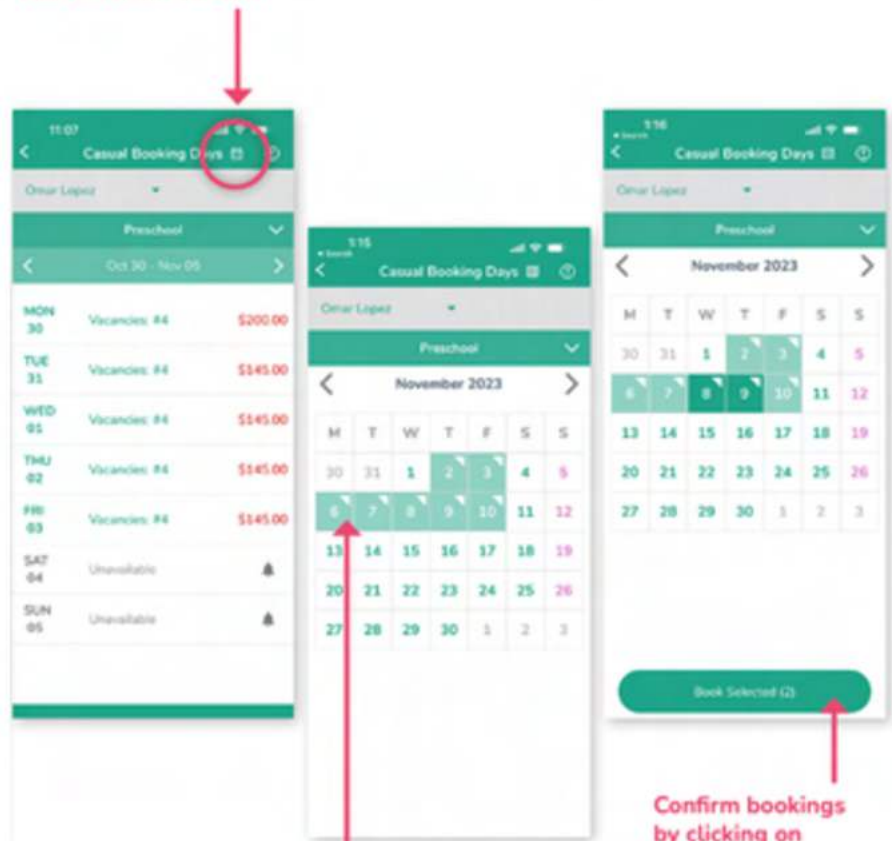 11:07
Casual Booking Days
Omar Lopez
Preschool
Oct 30 - Nov 05
MON 30 Vacancies: #4 $200.00
TUE 31 Vacancies: #4 $145.00
WED 01 Vacancies: #4 $145.00
THU 02 Vacancies: #4 $145.00
FRI 03 Vacancies: #4 $145.00
SAT 04 Unavailable
SUN 05 Unavailable
1:15
Search
Casual Booking Days
Omar Lopez
Preschool
November 2023
M T W T F S S
30 31 1 2 3 4 5
6 7 8 9 10 11 12
13 14 15 16 17 18 19
20 21 22 23 24 25 26
27 28 29 30 1 2 3
1:16
Search
Casual Booking Days
Omar Lopez
Preschool
November 2023
M T W T F S S
30 31 1 2 3 4 5
6 7 8 9 10 11 12
13 14 15 16 17 18 19
20 21 22 23 24 25 26
27 28 29 30 1 2 3
Book Selected (2)
Confirm bookings
by clicking on